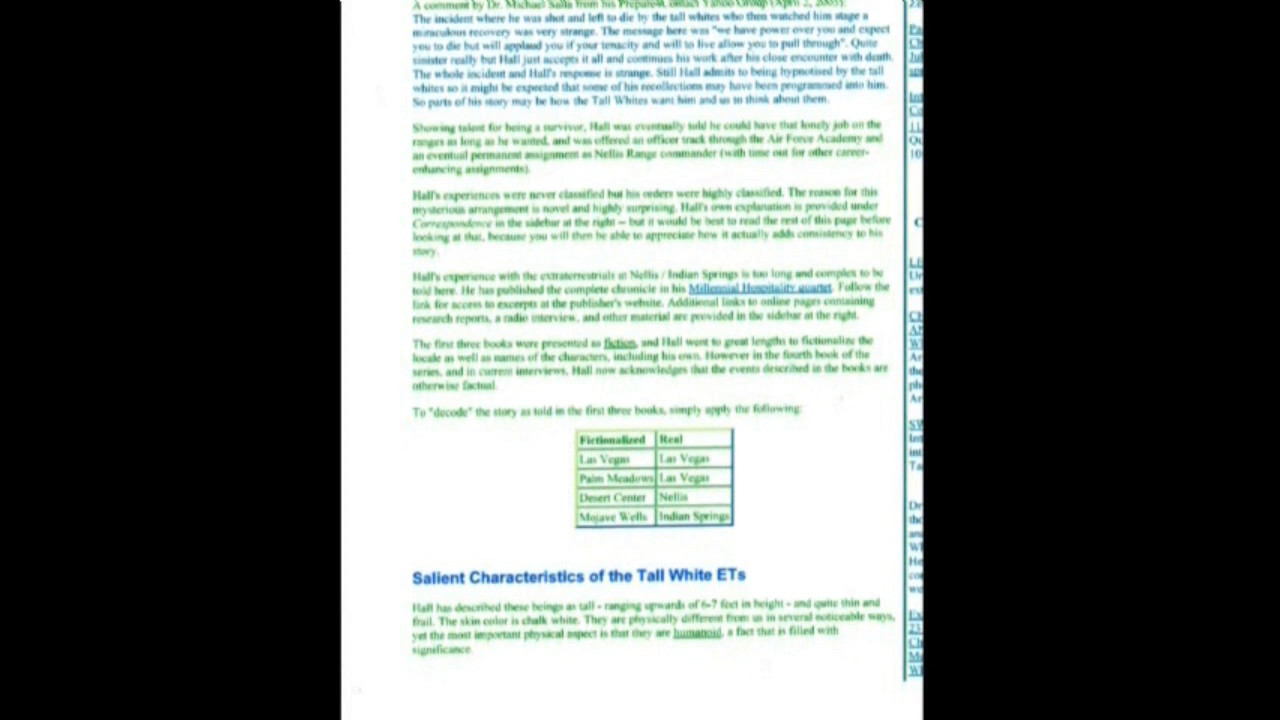 A comment by Dr. Michael Salla from his Prepare4Contact Yahoo Group (April 2, 2005):
The incident where he was shot and left to die by the tall whites who then watched him stage a
miraculous recovery was very strange. The message here was "we have power over you and expect
you to die but will applaud you if your tenacity and will to live allow you to pull through". Quite
sinister really but Hall just accepts it all and continues his work after his close encounter with death.
The whole incident and Hall's response is strange. Still Hall admits to being hypnotised by the tall
whites so it might be expected that some of his recollections may have been programmed into him.
So parts of his story may be how the Tall Whites want him and us to think about them.
Showing talent for being a survivor, Hall was eventually told he could have that lonely job on the
ranges as long as he wanted, and was offered an officer track through the Air Force Academy and
an eventual permanent assignment as Nellis Range commander (with time out for other career-
enhancing assignments).
Hall's experiences were never classified but his orders were highly classified. The reason for this
mysterious arrangement is novel and highly surprising. Hall's own explanation is provided under
Correspondence in the sidebar at the right – but it would be best to read the rest of this page before
looking at that, because you will then be able to appreciate how it actually adds consistency to his
story.
Hall's experience with the extraterrestrials at Nellis / Indian Springs is too long and complex to be
told here. He has published the complete chronicle in his Millennial Hospitality quartet. Follow the
link for access to excerpts at the publisher's website. Additional links to online pages containing
research reports, a radio interview, and other material are provided in the sidebar at the right.
The first three books were presented as fiction, and Hall went to great lengths to fictionalize the
locale as well as names of the characters, including his own. However in the fourth book of the
series, and in current interviews, Hall now acknowledges that the events described in the books are
otherwise factual.
To "decode" the story as told in the first three books, simply apply the following:
Fictionalized Real
Las Vegas Las Vegas
Palm Meadows Las Vegas
Desert Center Nellis
Mojave Wells Indian Springs
Salient Characteristics of the Tall White ETs
Hall has described these beings as tall - ranging upwards of 6-7 feet in height - and quite thin and
frail. The skin color is chalk white. They are physically different from us in several noticeable ways,
yet the most important physical aspect is that they are humanoid, a fact that is filled with
significance.